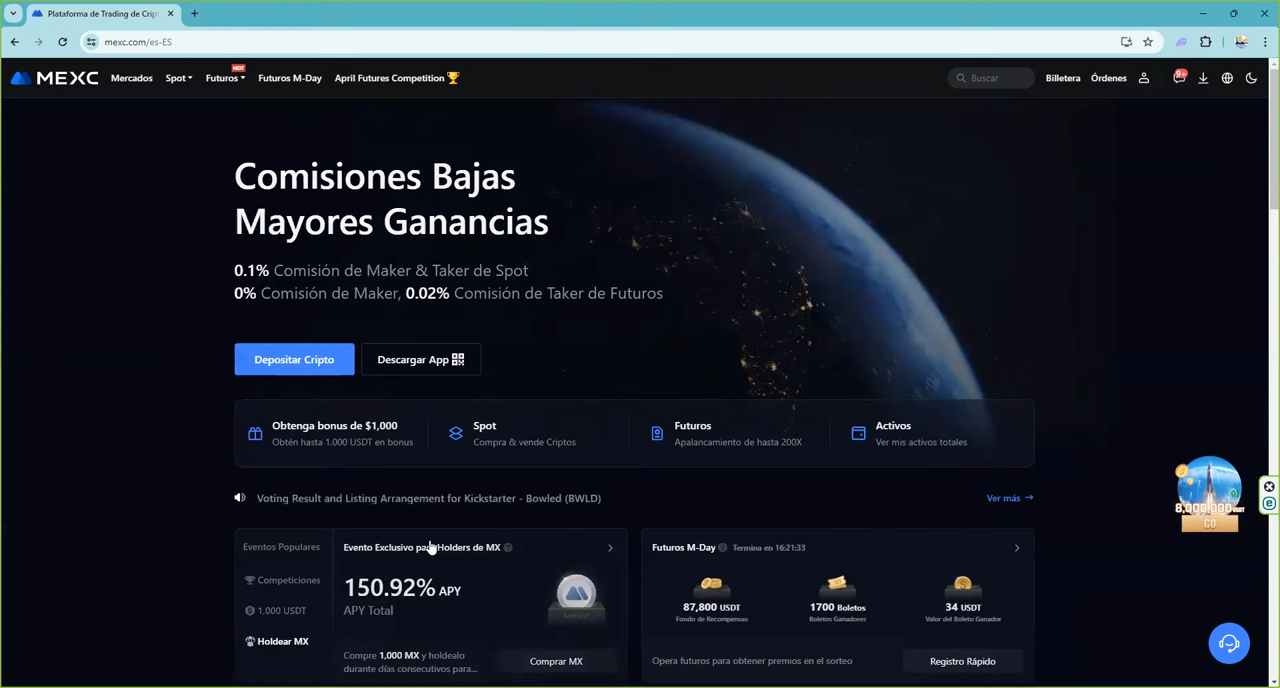 Plataforma de Trading de Crip
mexc.com/es-ES
MEXC Mercados Spot Futuros HOT Futuros M-Day April Futures Competition Buscar Billetera Órdenes 9+
Comisiones Bajas
Mayores Ganancias
0.1% Comisión de Maker & Taker de Spot
0% Comisión de Maker, 0.02% Comisión de Taker de Futuros
Depositar Cripto Descargar App
Obtenga bonus de $1,000
Obtén hasta 1,000 USDT en bonus
Spot
Compra & vende Criptos
Futuros
Apalancamiento de hasta 200X
Activos
Ver mis activos totales
Voting Result and Listing Arrangement for Kickstarter - Bowled (BWLD) Ver más →
8,000,000 USDT
GO
Eventos Populares
Competiciones
1,000 USDT
Holdear MX
Evento Exclusivo para Holders de MX
150.92% APY
APY Total
MEXC
Compre 1,000 MX y holdealo
durante días consecutivos para...
Comprar MX
Futuros M-Day Termina en 16:21:33
87,800 USDT
Fondo de Recompensas
1700 Boletos
Boletos Ganadores
34 USDT
Valor del Boleto Ganador
Opera futuros para obtener premios en el sorteo
Registro Rápido